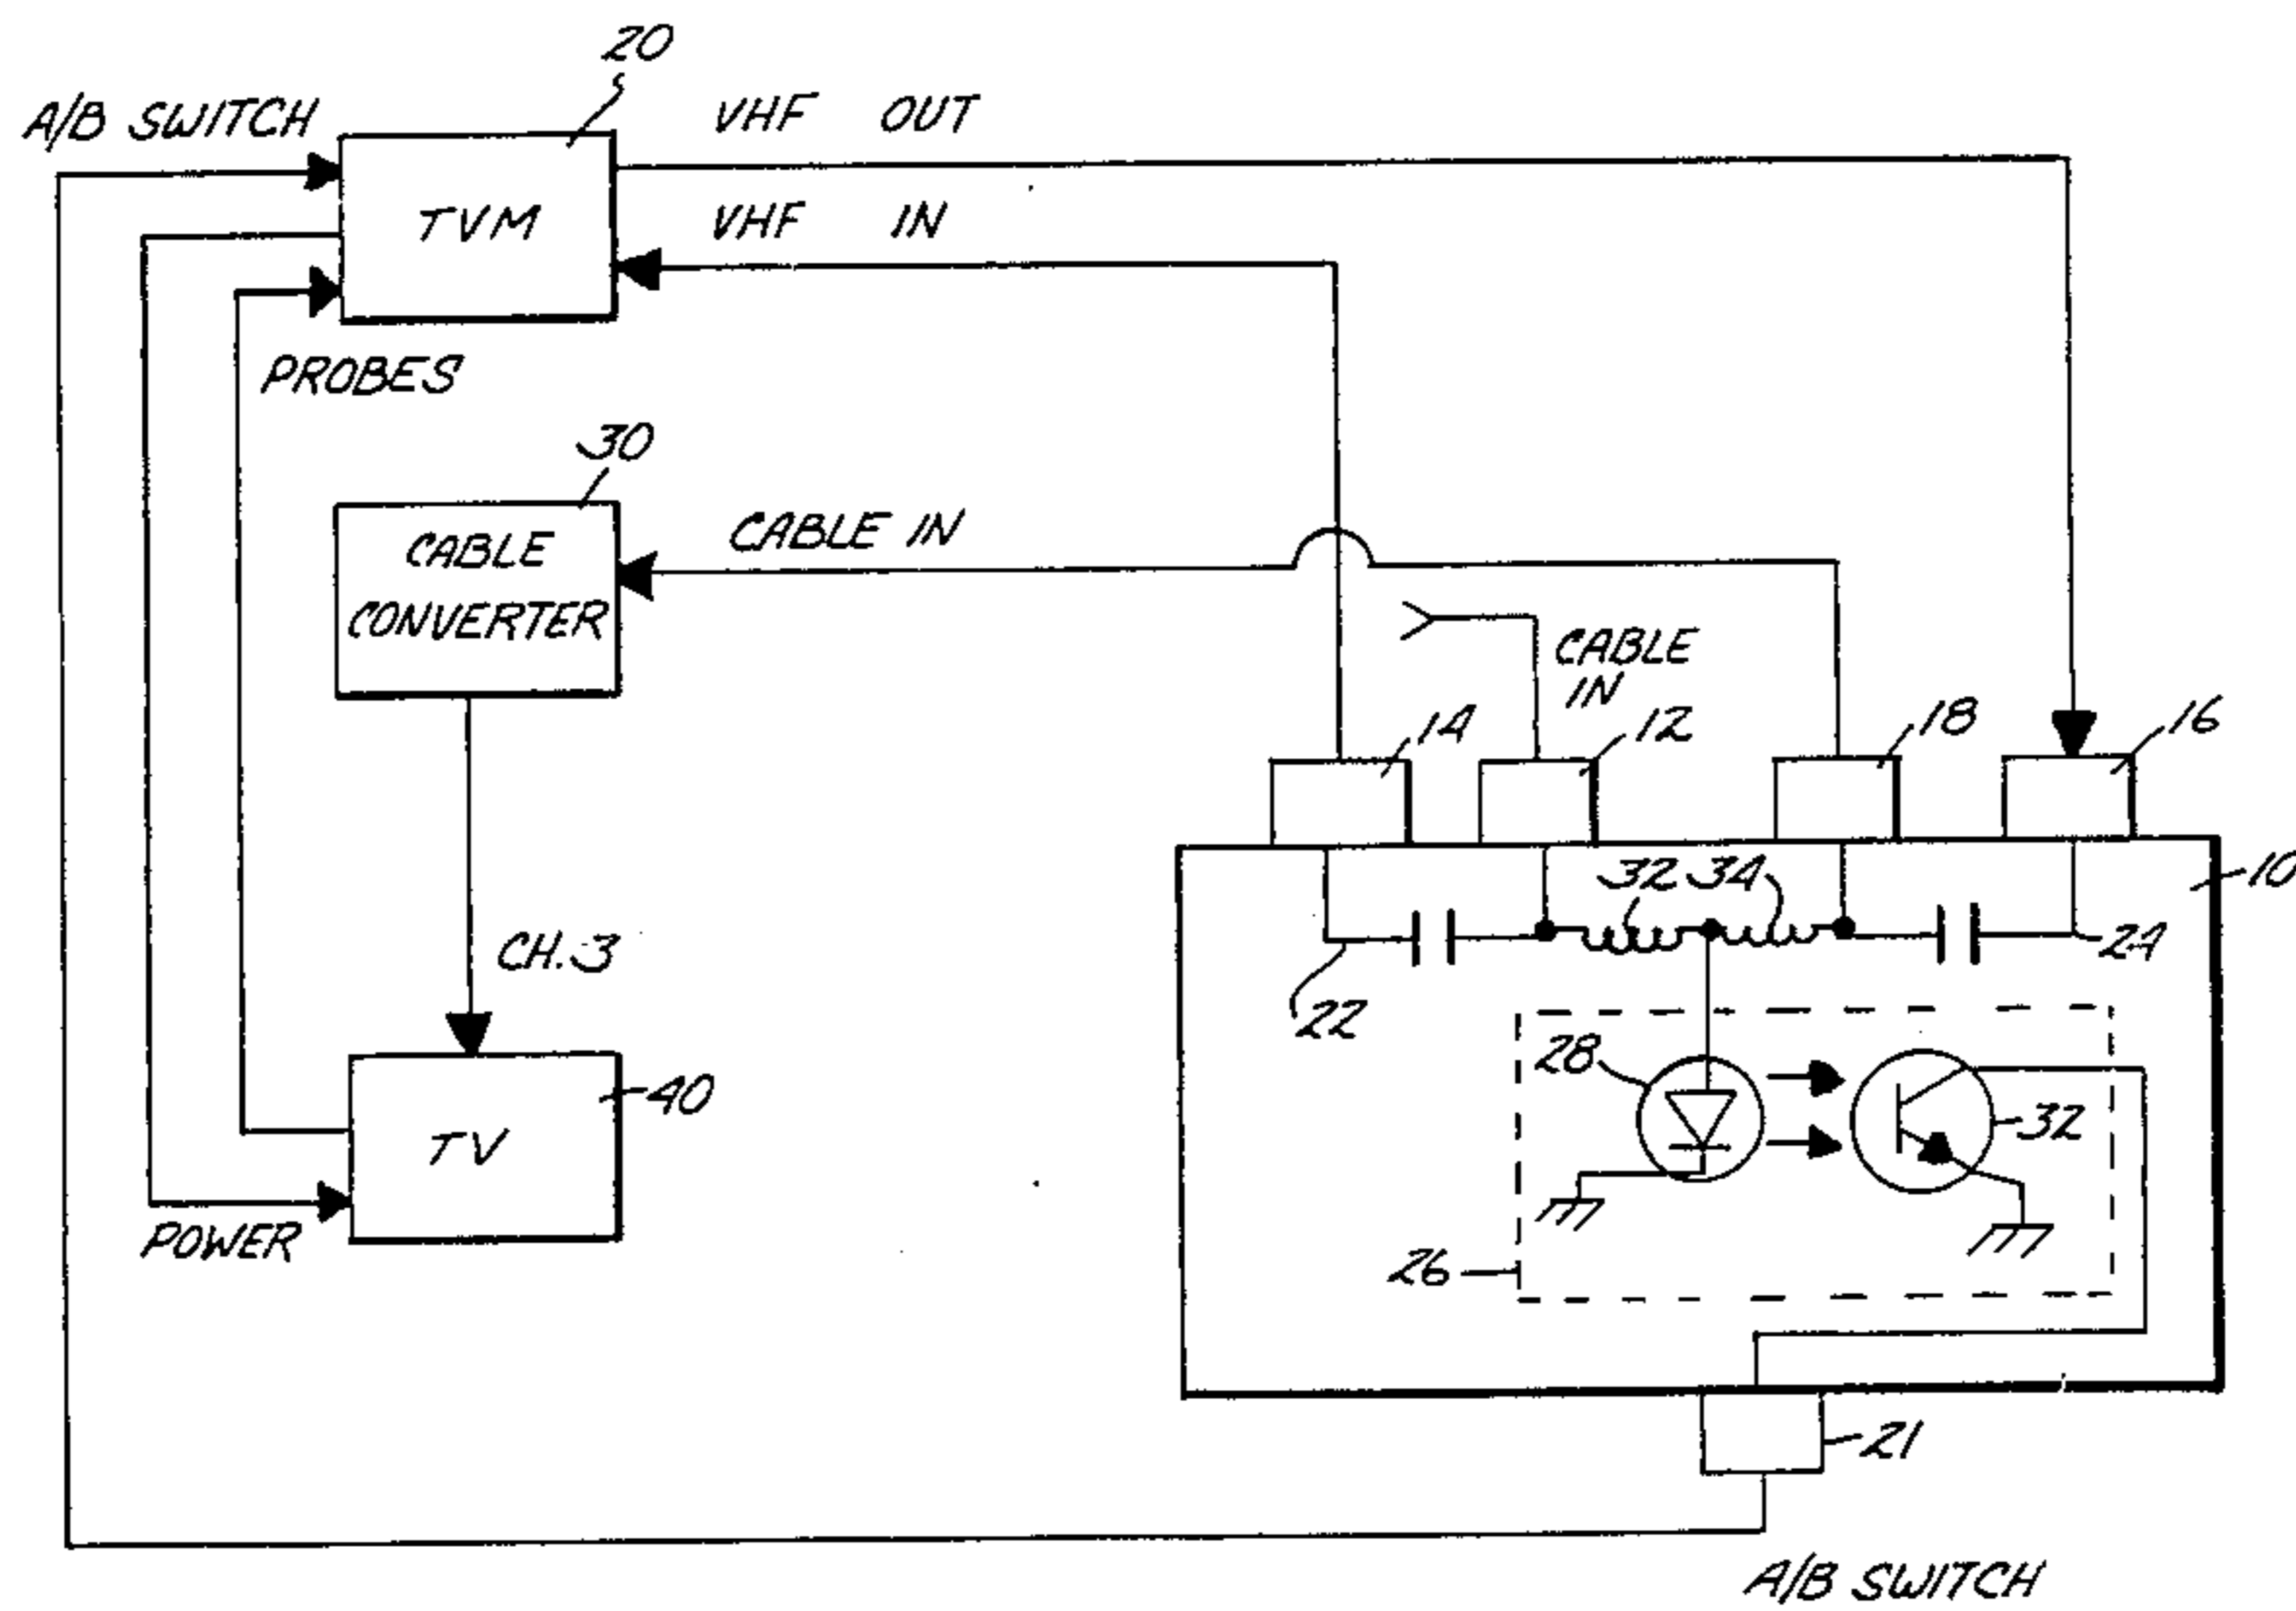 20
A/B SWITCH
VHF OUT
TVM
VHF IN
PROBES
30
CABLE
CONVERTER
CABLE IN
CABLE
IN
14
12
18
16
32 34
10
CH. 3
22
24
28
40
TV
32
POWER
26
21
A/B SWITCH